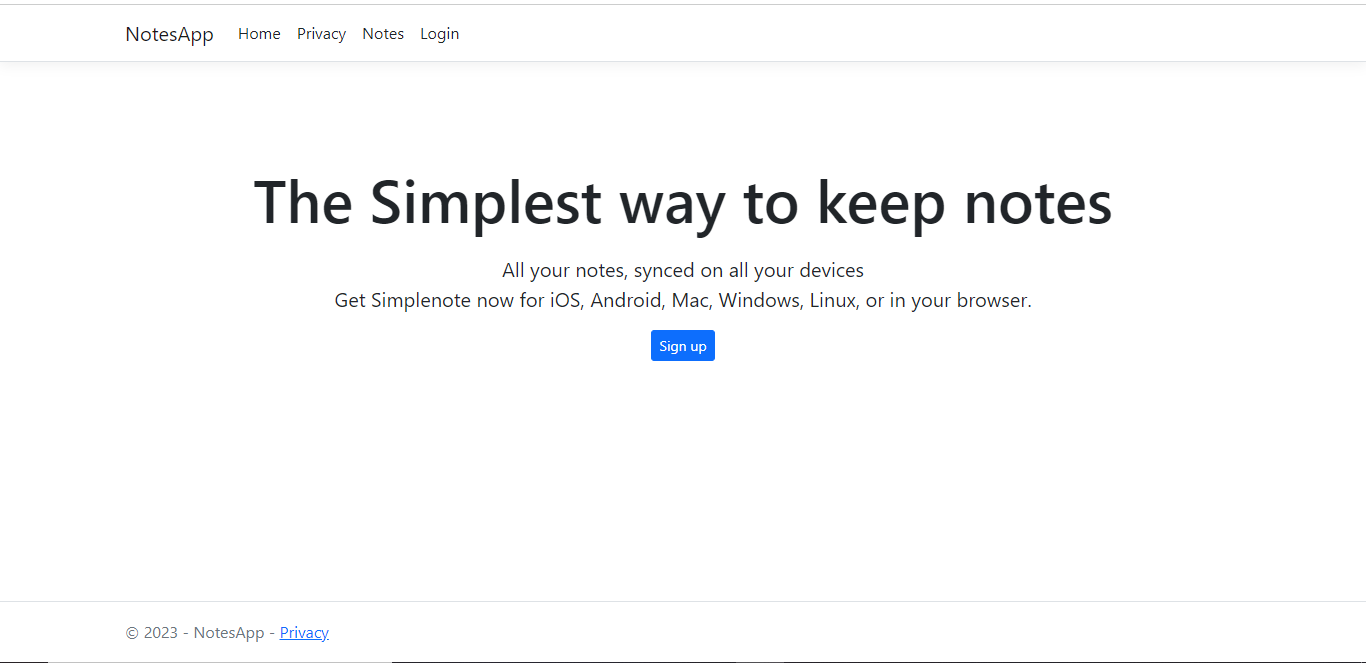 NotesApp Home Privacy Notes Login
The Simplest way to keep notes
All your notes, synced on all your devices
Get Simplenote now for iOS, Android, Mac, Windows, Linux, or in your browser.
Sign up
© 2023 - NotesApp - Privacy